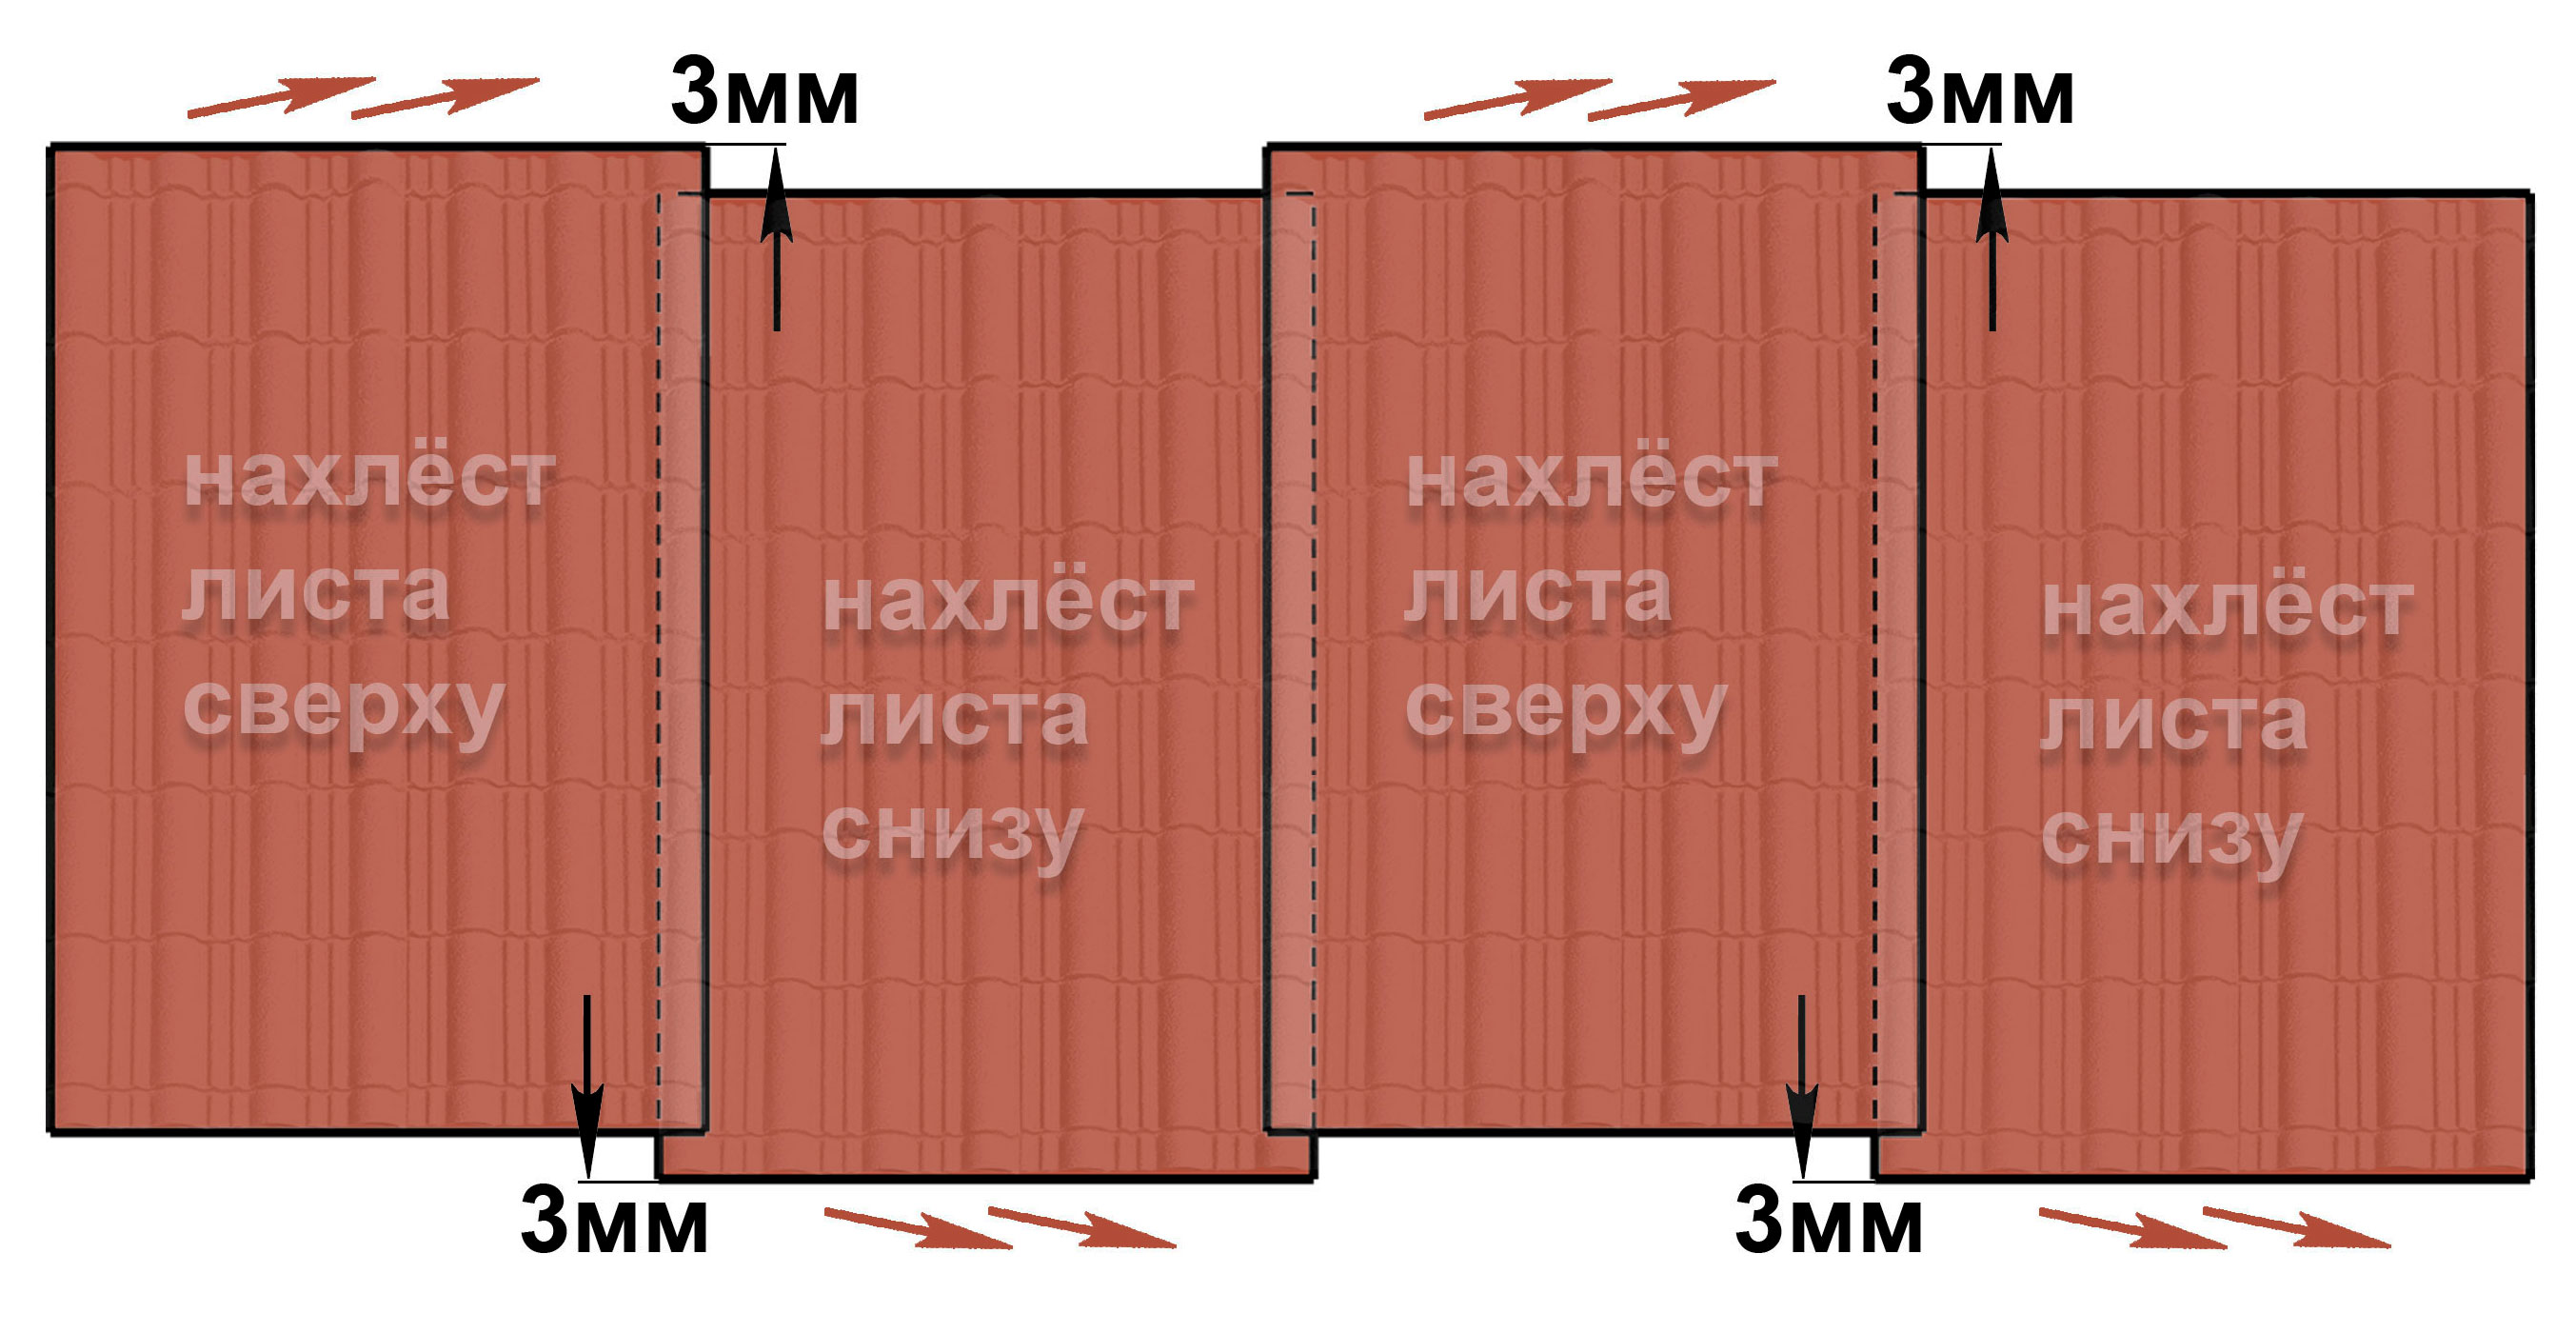 3мм
3мм
нахлёст
листа
сверху
нахлёст
листа
снизу
нахлёст
листа
сверху
нахлёст
листа
снизу
3мм
3мм